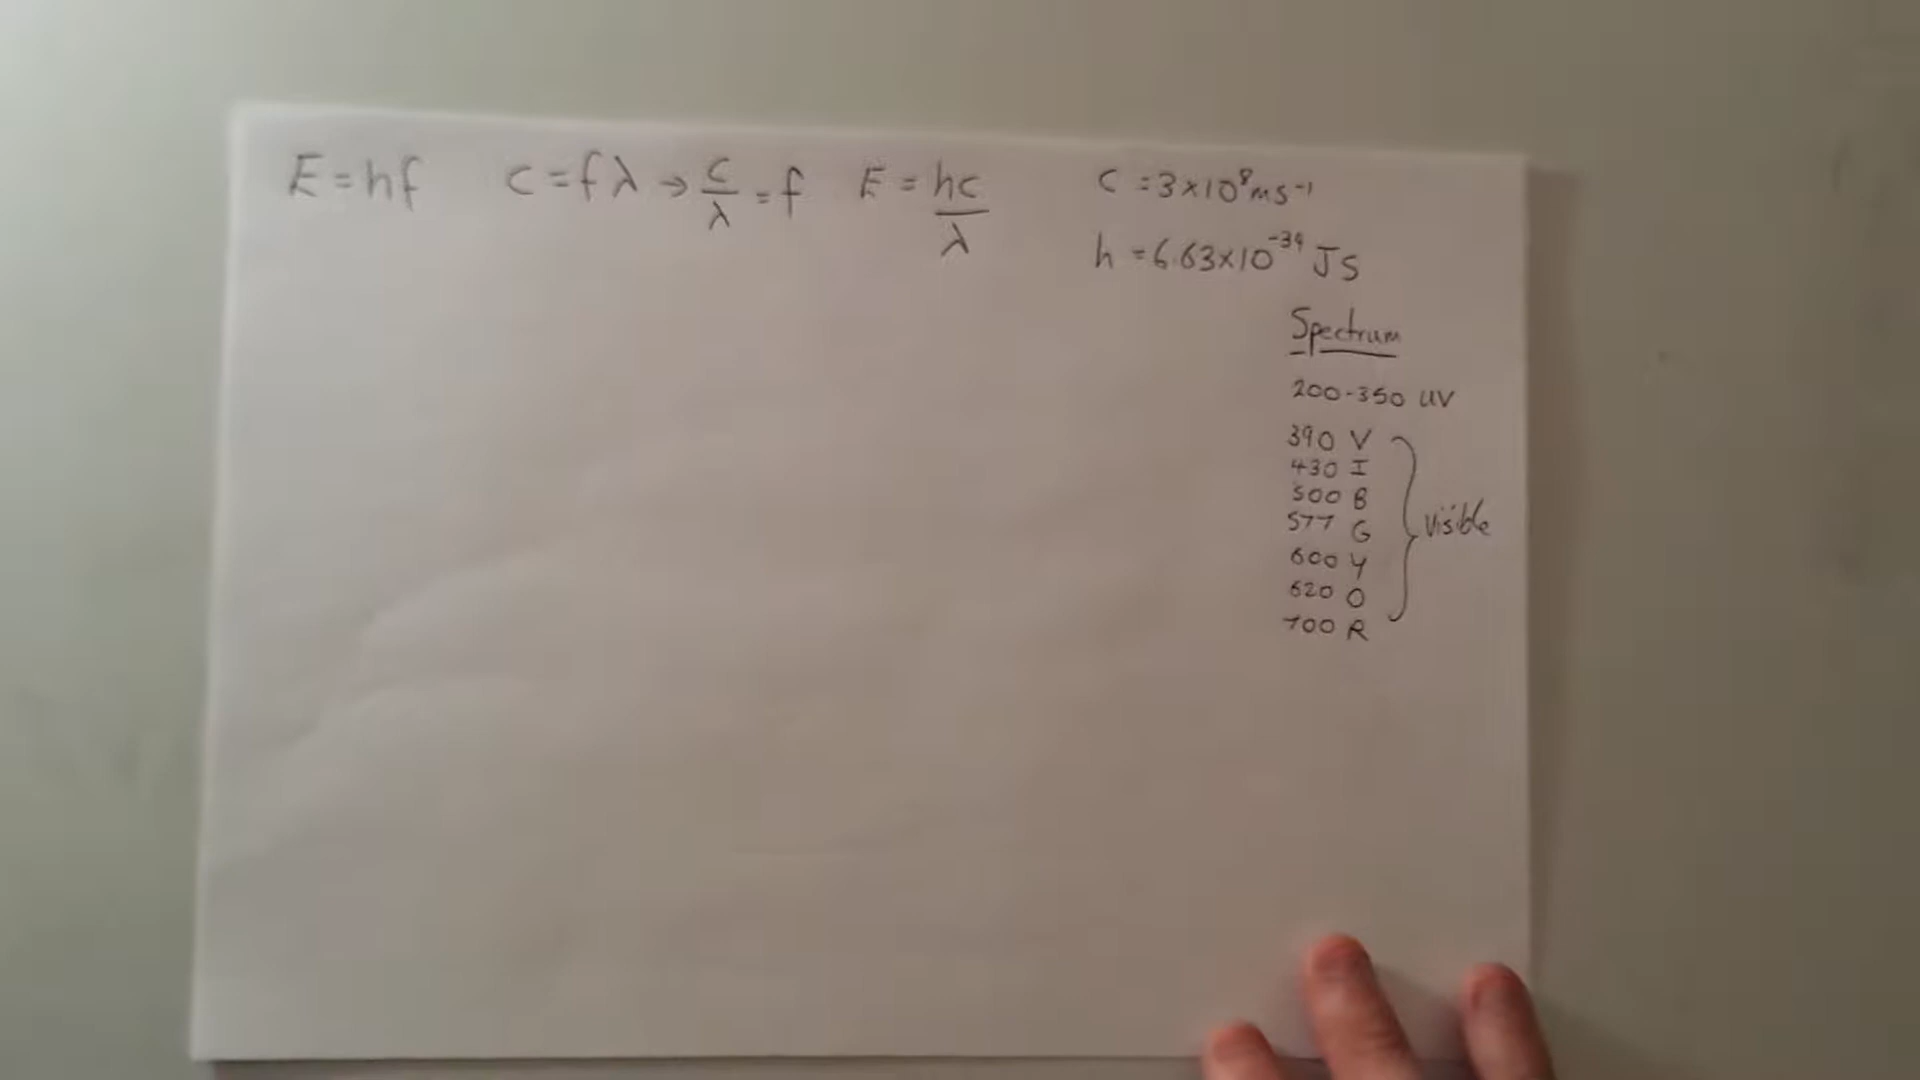 E = hf  c = fλ → c/λ = f  E = hc/λ
c = 3×10⁸ ms⁻¹
h = 6.63×10⁻³⁴ JS
Spectrum
200-350 UV
390 V
430 I
500 B
577 G
visible
600 Y
620 O
700 R